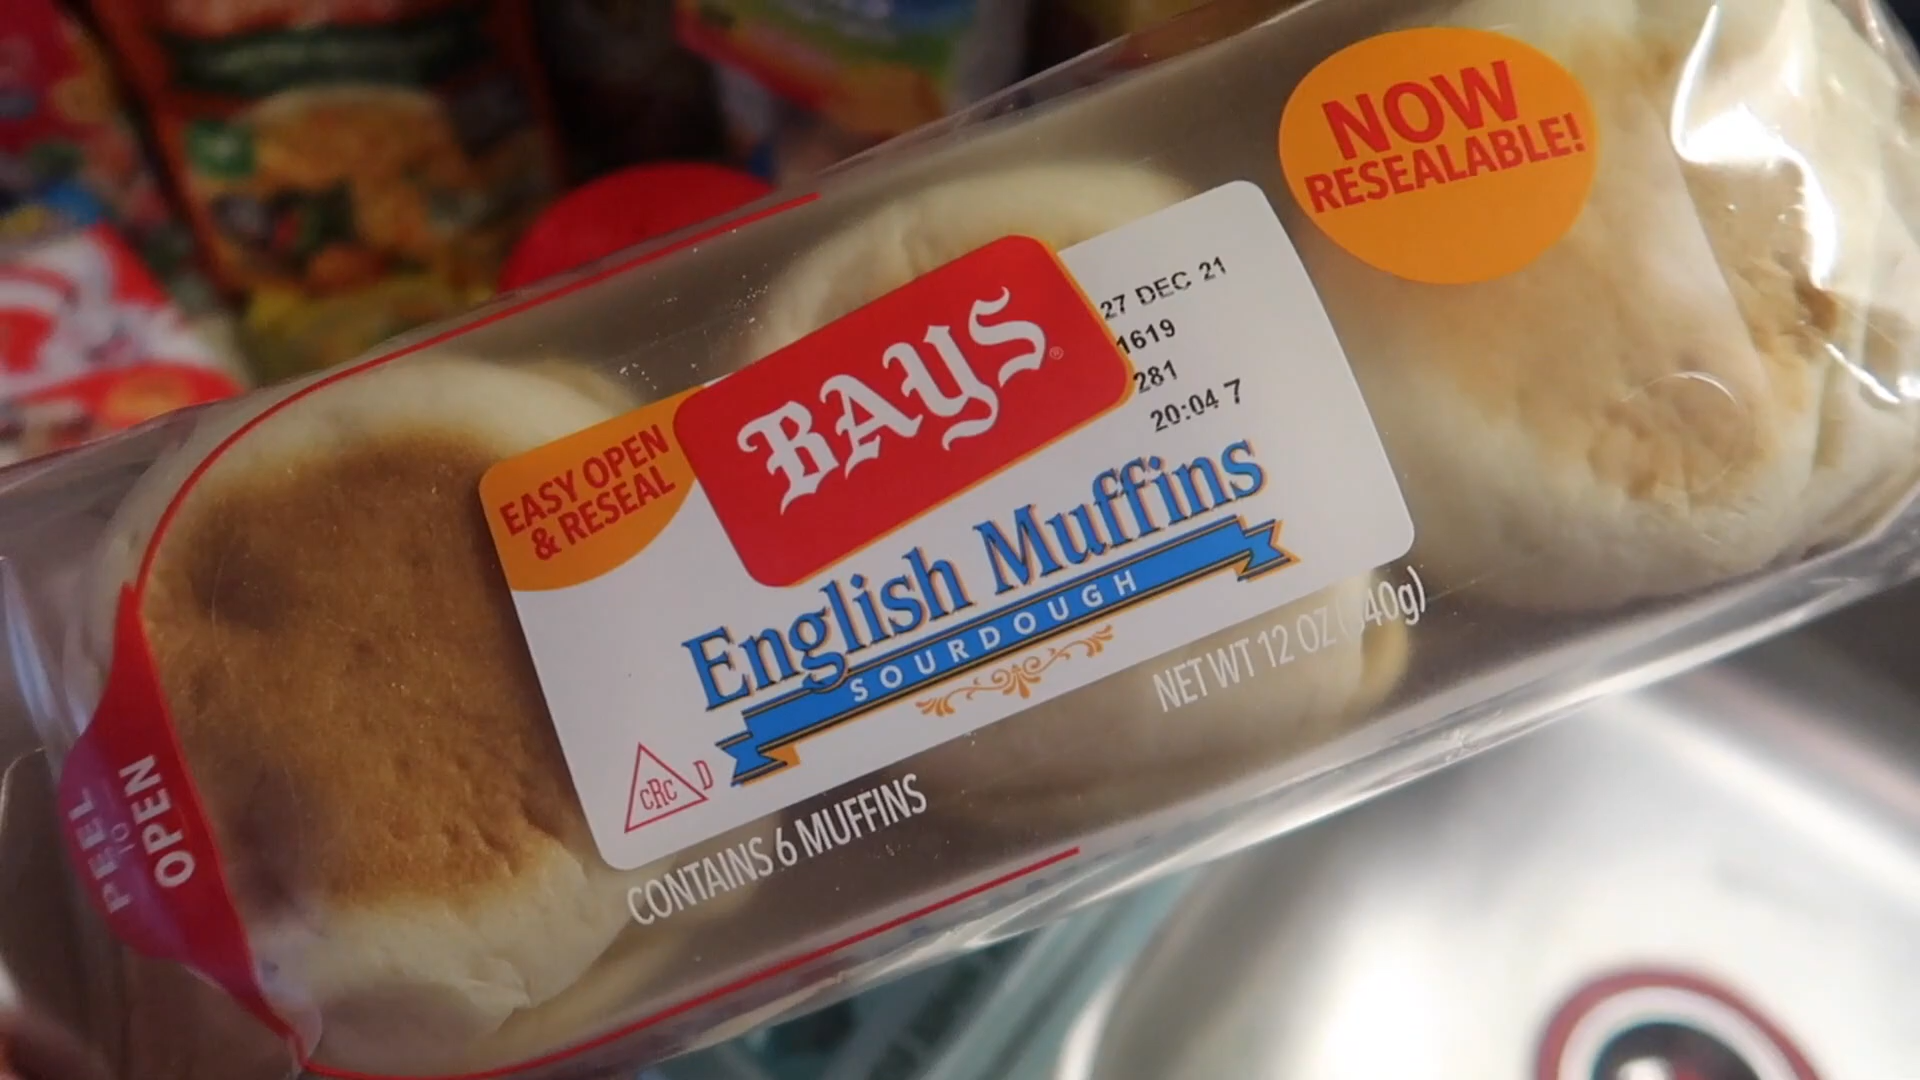 NOW
RESEALABLE!
27 DEC 21
1619
281
20:04 7
BAYS
EASY OPEN
& RESEAL
English Muffins
SOURDOUGH
CRC D
NET WT 12 OZ
CONTAINS 6 MUFFINS
PEEL
TO
OPEN